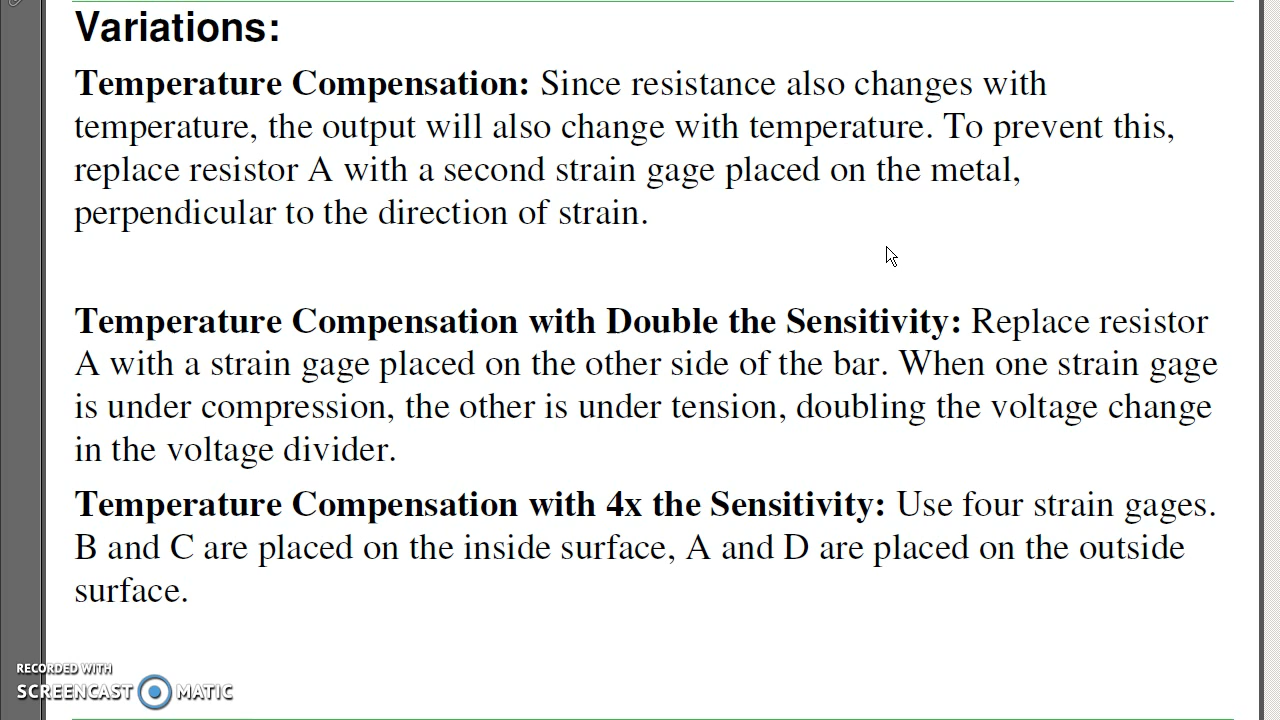 Variations:
Temperature Compensation: Since resistance also changes with
temperature, the output will also change with temperature. To prevent this,
replace resistor A with a second strain gage placed on the metal,
perpendicular to the direction of strain.
Temperature Compensation with Double the Sensitivity: Replace resistor
A with a strain gage placed on the other side of the bar. When one strain gage
is under compression, the other is under tension, doubling the voltage change
in the voltage divider.
Temperature Compensation with 4x the Sensitivity: Use four strain gages.
B and C are placed on the inside surface, A and D are placed on the outside
surface.
RECORDED WITH
SCREENCAST MATIC